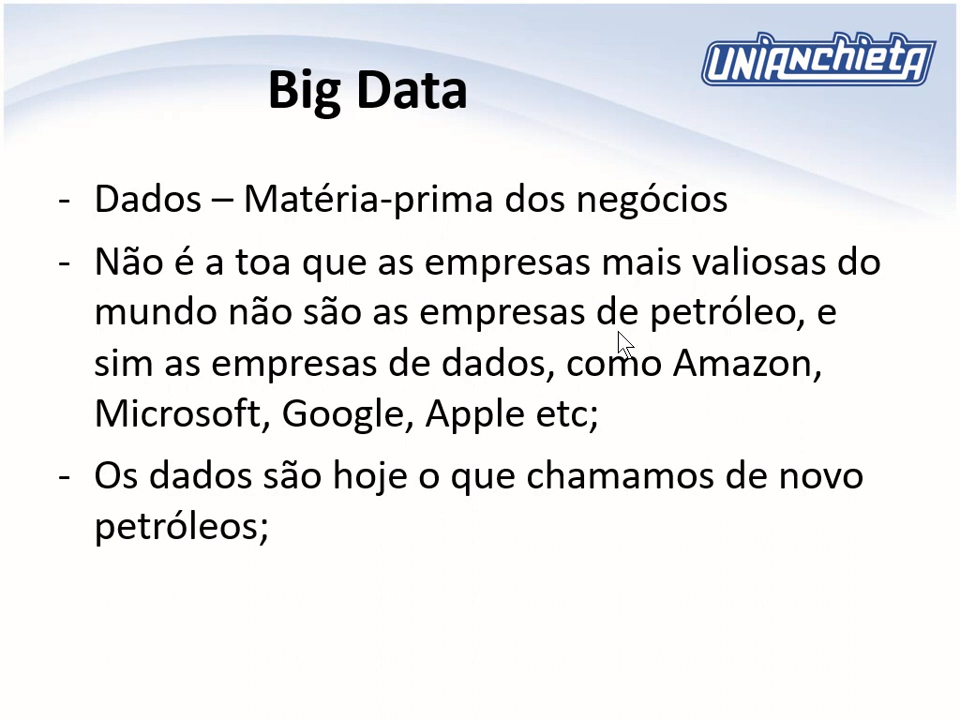 UNIANCHIETA
Big Data
- Dados – Matéria-prima dos negócios
- Não é a toa que as empresas mais valiosas do
mundo não são as empresas de petróleo, e
sim as empresas de dados, como Amazon,
Microsoft, Google, Apple etc;
- Os dados são hoje o que chamamos de novo
petróleos;